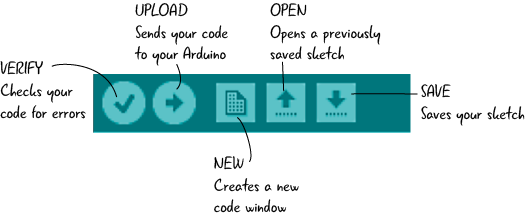 UPLOAD
Sends your code
to your Arduino
OPEN
Opens a previously
saved sketch
VERIFY
Checks your
code for errors
SAVE
Saves your sketch
NEW
Creates a new
code window